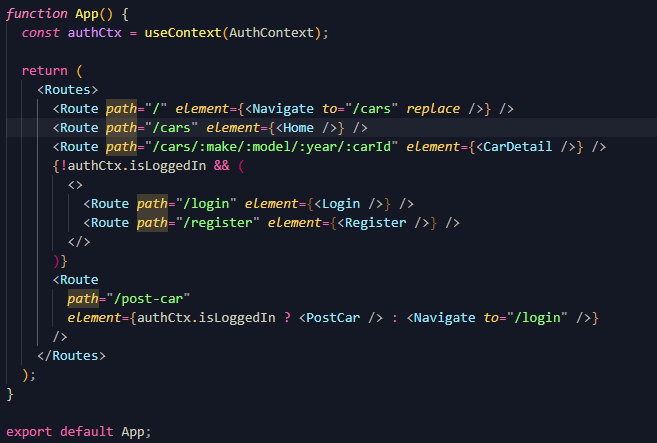 function App() {
const authCtx = useContext(AuthContext);
return (
<Routes>
<Route path="/" element={<Navigate to="/cars" replace />} />
<Route path="/cars" element={<Home />} />
<Route path="/cars/:make/:model/:year/:carId" element={<CarDetail />} />
{!authCtx.isLoggedIn && (
<>
<Route path="/login" element={<Login />} />
<Route path="/register" element={<Register />} />
</>
)}
<Route
path="/post-car"
element={authCtx.isLoggedIn ? <PostCar /> : <Navigate to="/login" />}
/>
</Routes>
);
}
export default App;